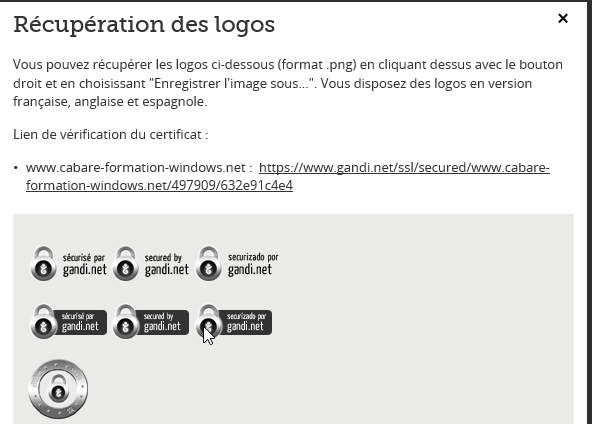 Récupération des logos
Vous pouvez récupérer les logos ci-dessous (format .png) en cliquant dessus avec le bouton
droit et en choisissant "Enregistrer l'image sous...". Vous disposez des logos en version
française, anglaise et espagnole.
Lien de vérification du certificat :
• www.cabare-formation-windows.net : https://www.gandi.net/ssl/secured/www.cabare-
formation-windows.net/497909/632e91c4e4
sécurisé par secured by securizado por
gandi.net gandi.net gandi.net
sécurisé par secured by securizado por
gandi.net gandi.net gandi.net